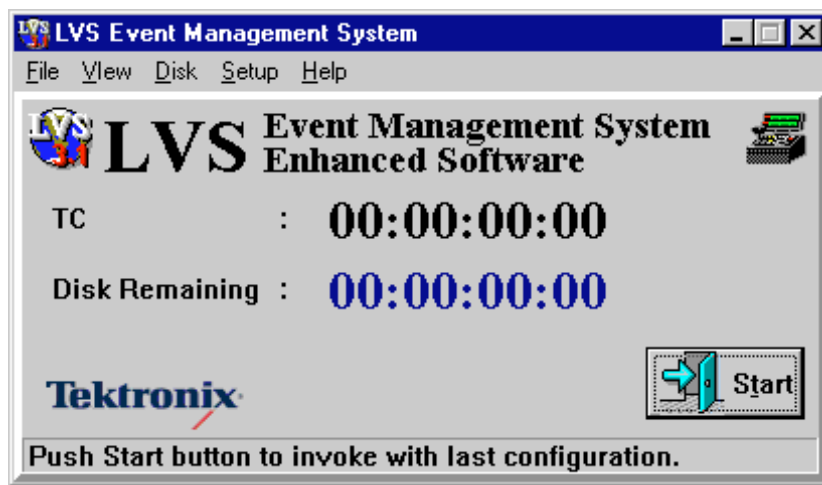 LVS Event Management System
File VIew Disk Setup Help
LVS 3.1 LVS Event Management System
Enhanced Software
TC : 00:00:00:00
Disk Remaining : 00:00:00:00
Tektronix
Start
Push Start button to invoke with last configuration.